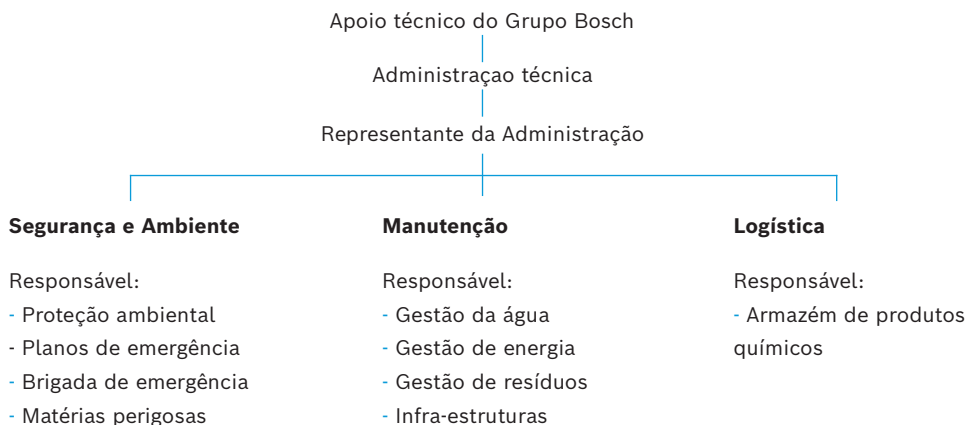 Apoio técnico do Grupo Bosch
Administraçao técnica
Representante da Administração
Segurança e Ambiente
Responsável:
- Proteção ambiental
- Planos de emergência
- Brigada de emergência
- Matérias perigosas
Manutenção
Responsável:
- Gestão da água
- Gestão de energia
- Gestão de resíduos
- Infra-estruturas
Logística
Responsável:
- Armazém de produtos
químicos